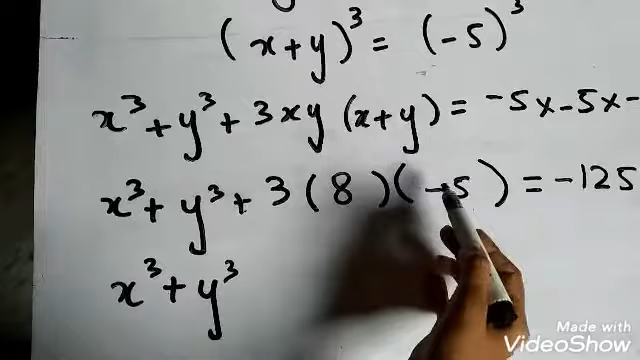 (x+y)³ = (-5)³
x³ + y³ + 3xy (x+y) = -5x-5x-
x³ + y³ + 3(8)(-5) = -125
x³ + y³
Made with
VideoShow